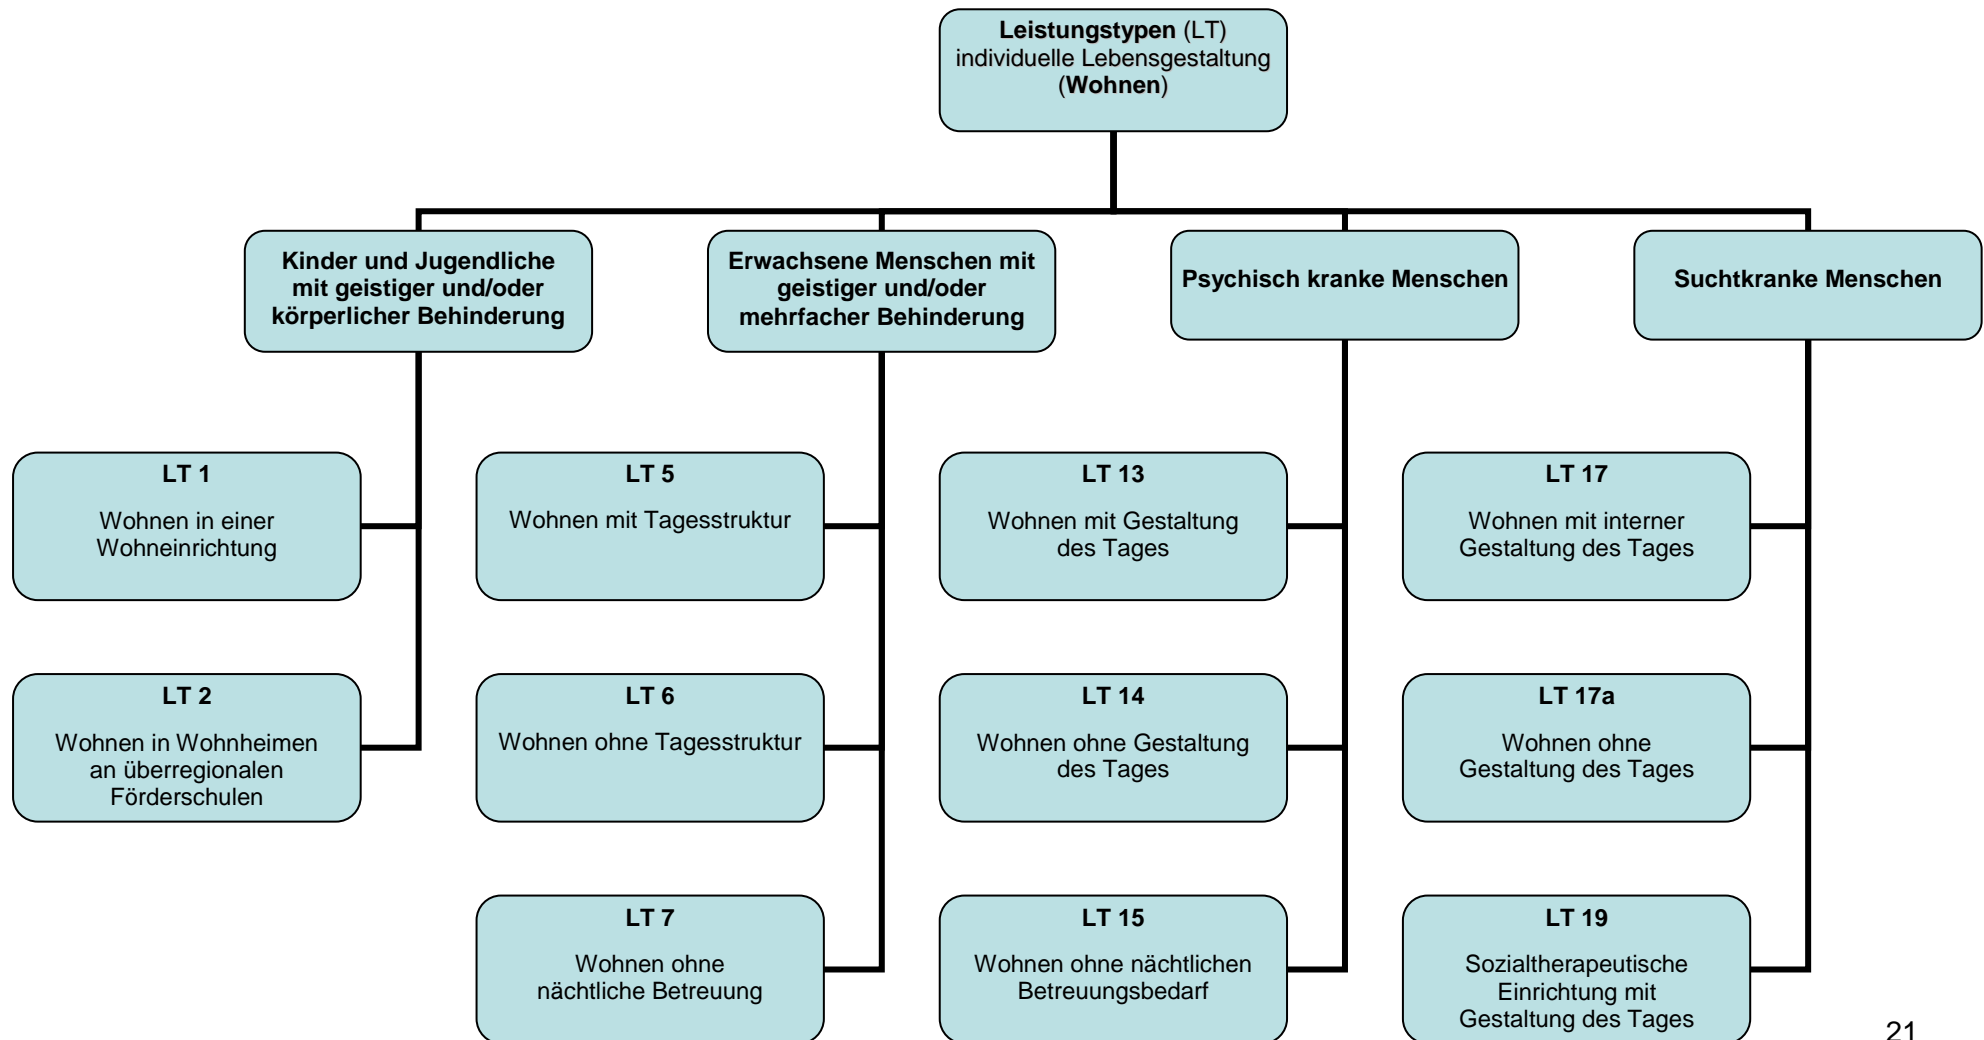 Leistungstypen (LT)
individuelle Lebensgestaltung
(Wohnen)
Kinder und Jugendliche
mit geistiger und/oder
körperlicher Behinderung
Erwachsene Menschen mit
geistiger und/oder
mehrfacher Behinderung
Psychisch kranke Menschen
Suchtkranke Menschen
LT 1
Wohnen in einer
Wohneinrichtung
LT 5
Wohnen mit Tagesstruktur
LT 13
Wohnen mit Gestaltung
des Tages
LT 17
Wohnen mit interner
Gestaltung des Tages
LT 2
Wohnen in Wohnheimen
an überregionalen
Förderschulen
LT 6
Wohnen ohne Tagesstruktur
LT 14
Wohnen ohne Gestaltung
des Tages
LT 17a
Wohnen ohne
Gestaltung des Tages
LT 7
Wohnen ohne
nächtliche Betreuung
LT 15
Wohnen ohne nächtlichen
Betreuungsbedarf
LT 19
Sozialtherapeutische
Einrichtung mit
Gestaltung des Tages
21